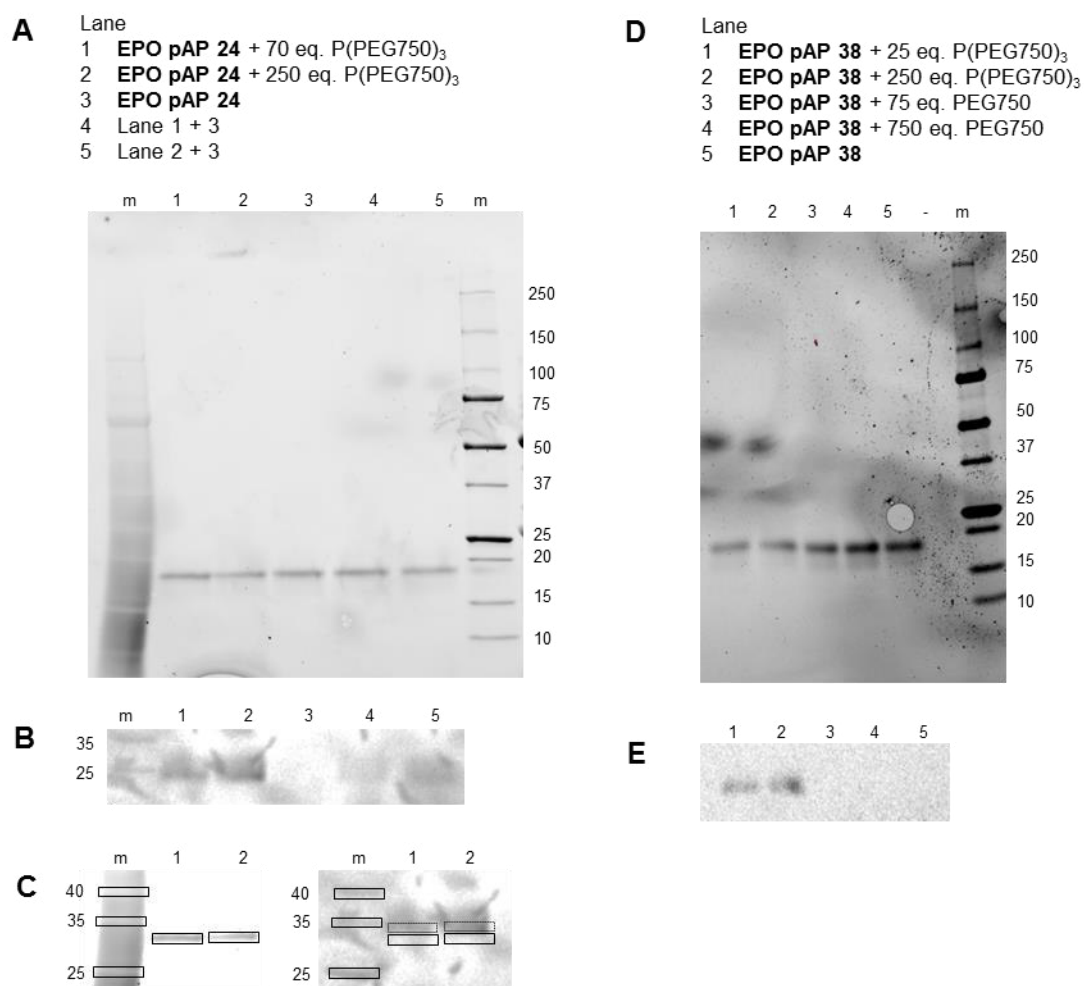 A
Lane
1 EPO pAP 24 + 70 eq. P(PEG750)₃
2 EPO pAP 24 + 250 eq. P(PEG750)₃
3 EPO pAP 24
4 Lane 1 + 3
5 Lane 2 + 3
m 1 2 3 4 5 m
250
150
100
75
50
37
25
20
15
10
B
m 1 2 3 4 5
35
25
C
m 1 2
40
35
25
m 1 2
40
35
25
D
Lane
1 EPO pAP 38 + 25 eq. P(PEG750)₃
2 EPO pAP 38 + 250 eq. P(PEG750)₃
3 EPO pAP 38 + 75 eq. PEG750
4 EPO pAP 38 + 750 eq. PEG750
5 EPO pAP 38
1 2 3 4 5 - m
250
150
100
75
50
37
25
20
15
10
E
1 2 3 4 5